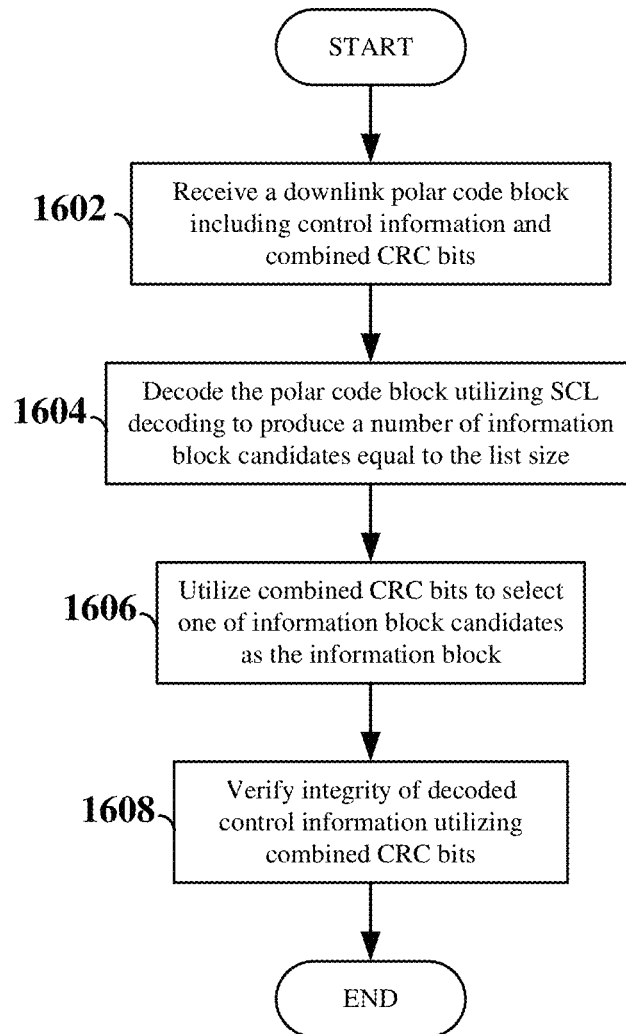 START
1602
Receive a downlink polar code block
including control information and
combined CRC bits
1604
Decode the polar code block utilizing SCL
decoding to produce a number of information
block candidates equal to the list size
1606
Utilize combined CRC bits to select
one of information block candidates
as the information block
1608
Verify integrity of decoded
control information utilizing
combined CRC bits
END